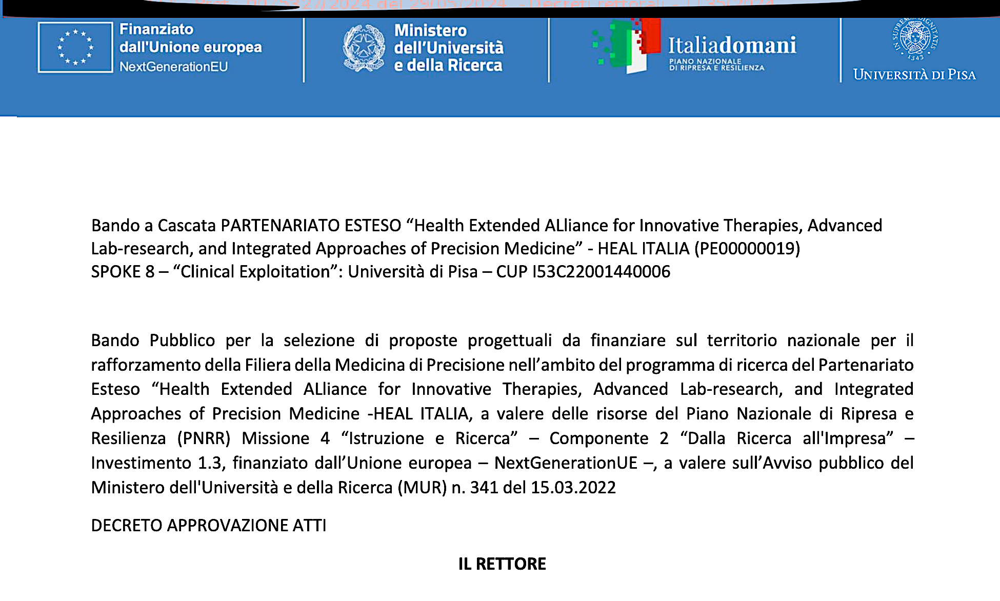 Finanziato
dall'Unione europea
NextGenerationEU
Ministero
dell'Università
e della Ricerca
Italiadomani
PIANO NAZIONALE
DI RIPRESA E RESILIENZA
IN SUPREMÆ DIGNITATIS
1343
UNIVERSITÀ DI PISA
Bando a Cascata PARTENARIATO ESTESO “Health Extended ALliance for Innovative Therapies, Advanced
Lab-research, and Integrated Approaches of Precision Medicine” - HEAL ITALIA (PE00000019)
SPOKE 8 – “Clinical Exploitation”: Università di Pisa – CUP I53C22001440006
Bando Pubblico per la selezione di proposte progettuali da finanziare sul territorio nazionale per il
rafforzamento della Filiera della Medicina di Precisione nell’ambito del programma di ricerca del Partenariato
Esteso “Health Extended ALliance for Innovative Therapies, Advanced Lab-research, and Integrated
Approaches of Precision Medicine -HEAL ITALIA, a valere delle risorse del Piano Nazionale di Ripresa e
Resilienza (PNRR) Missione 4 “Istruzione e Ricerca” – Componente 2 “Dalla Ricerca all'Impresa” –
Investimento 1.3, finanziato dall’Unione europea – NextGenerationUE –, a valere sull’Avviso pubblico del
Ministero dell'Università e della Ricerca (MUR) n. 341 del 15.03.2022
DECRETO APPROVAZIONE ATTI
IL RETTORE